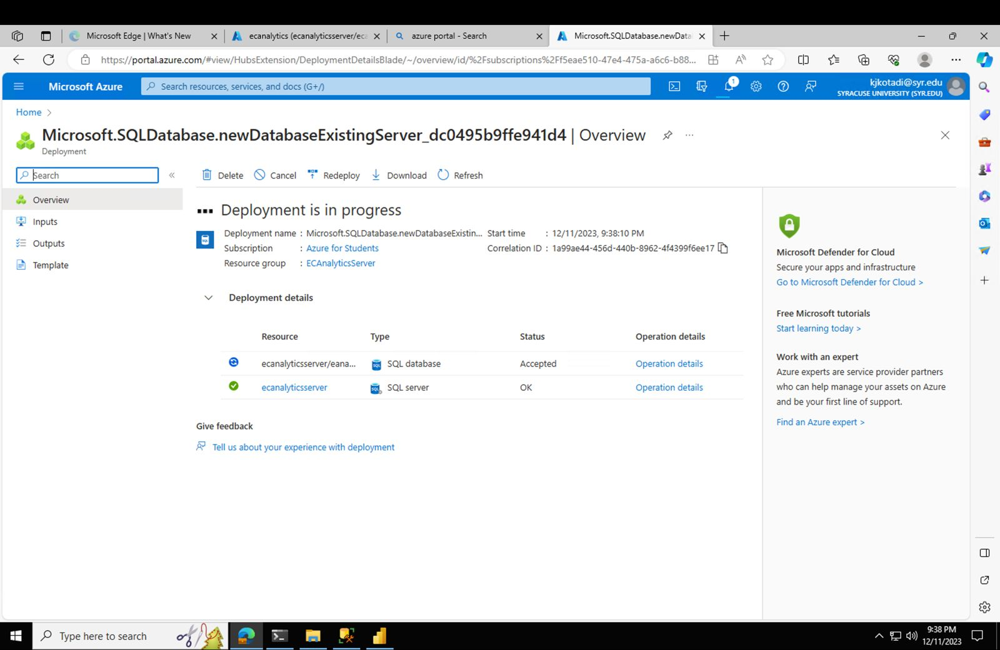 Microsoft Edge | What's New
ecanalytics (ecanalyticsserver/eca
azure portal - Search
Microsoft.SQLDatabase.newData
https://portal.azure.com/#view/HubsExtension/DeploymentDetailsBlade/~/overview/id/%2Fsubscriptions%2Ff5eae510-47e4-475a-a6c6-b88...
Microsoft Azure
Search resources, services, and docs (G+/)
1
kjkotadi@syr.edu
SYRACUSE UNIVERSITY (SYR.EDU)
Home >
Microsoft.SQLDatabase.newDatabaseExistingServer_dc0495b9ffe941d4 | Overview
Deployment
Search
Delete Cancel Redeploy Download Refresh
Overview
Inputs
Outputs
Template
Deployment is in progress
Deployment name : Microsoft.SQLDatabase.newDatabaseExistin...
Start time : 12/11/2023, 9:38:10 PM
Subscription : Azure for Students
Correlation ID : 1a99ae44-456d-440b-8962-4f4399f6ee17
Resource group : ECAnalyticsServer
Deployment details
Resource Type Status Operation details
ecanalyticsserver/eana... SQL database Accepted Operation details
ecanalyticsserver SQL server OK Operation details
Give feedback
Tell us about your experience with deployment
Microsoft Defender for Cloud
Secure your apps and infrastructure
Go to Microsoft Defender for Cloud >
Free Microsoft tutorials
Start learning today >
Work with an expert
Azure experts are service provider partners
who can help manage your assets on Azure
and be your first line of support.
Find an Azure expert >
Type here to search
9:38 PM
12/11/2023